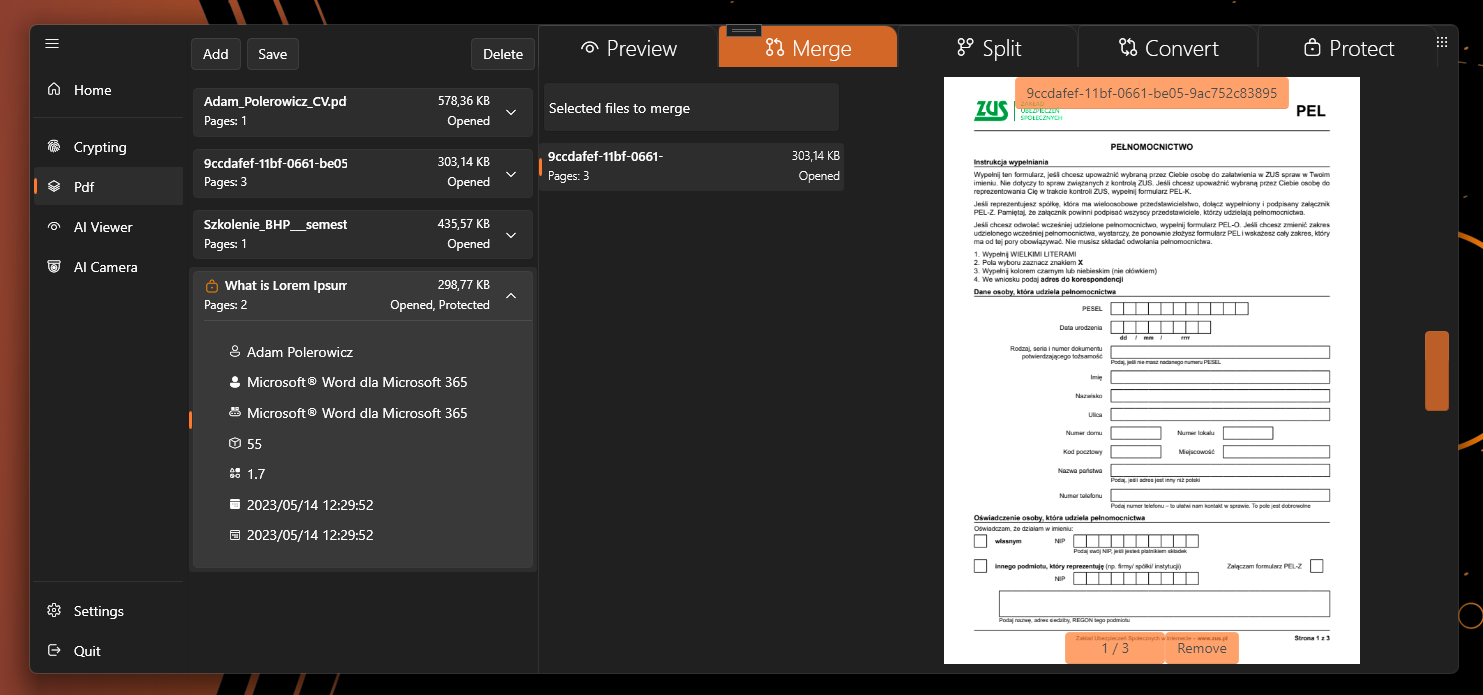 Home
Crypting
Pdf
AI Viewer
AI Camera
Settings
Quit
Add
Save
Delete
Adam_Polerowicz_CV.pd
578,36 KB
Pages: 1
Opened
9ccdafef-11bf-0661-be05
303,14 KB
Pages: 3
Opened
Szkolenie_BHP___semest
435,57 KB
Pages: 1
Opened
What is Lorem Ipsum
298,77 KB
Pages: 2
Opened, Protected
Adam Polerowicz
Microsoft® Word dla Microsoft 365
Microsoft® Word dla Microsoft 365
55
1.7
2023/05/14 12:29:52
2023/05/14 12:29:52
Preview
Merge
Split
Convert
Protect
Selected files to merge
9ccdafef-11bf-0661-
303,14 KB
Pages: 3
Opened
9ccdafef-11bf-0661-be05-9ac752c83895
ZUS
ZAKŁAD
UBEZPIECZEŃ
SPOŁECZNYCH
PEL
PEŁNOMOCNICTWO
Instrukcja wypełniania
Wypełnij ten formularz, jeśli chcesz upoważnić wybraną przez Ciebie osobę do załatwienia w ZUS spraw w Twoim
imieniu. Nie dotyczy to spraw związanych z kontrolą ZUS. Jeśli chcesz upoważnić wybraną przez Ciebie osobę do
reprezentowania Cię w trakcie kontroli ZUS, wypełnij formularz PEL-K.
Jeśli reprezentujesz spółkę, która ma wieloosobowe przedstawicielstwo, dołącz wypełniony i podpisany załącznik
PEL-Z. Pamiętaj, że załącznik powinni podpisać wszyscy przedstawiciele, którzy udzielają pełnomocnictwa.
Jeśli chcesz odwołać wcześniej udzielone pełnomocnictwo, wypełnij formularz PEL-O. Jeśli chcesz zmienić zakres
udzielonego wcześniej pełnomocnictwa, wystarczy, że ponownie złożysz formularz PEL i wskażesz cały zakres, który
ma od tej pory obowiązywać. Nie musisz składać odwołania pełnomocnictwa.
1. Wypełnij WIELKIMI LITERAMI
2. Pola wyboru zaznacz znakiem X
3. Wypełnij kolorem czarnym lub niebieskim (nie ołówkiem)
4. We wniosku podaj adres do korespondencji
Dane osoby, która udziela pełnomocnictwa
PESEL
Data urodzenia
dd / mm / rrrr
Rodzaj, seria i numer dokumentu
potwierdzającego tożsamość
Podaj, jeśli nie masz nadanego numeru PESEL
Imię
Nazwisko
Ulica
Numer domu
Numer lokalu
Kod pocztowy
Miejscowość
Nazwa państwa
Podaj, jeśli adres jest inny niż polski
Numer telefonu
Podaj numer telefonu – to ułatwi nam kontakt w sprawie. To pole jest dobrowolne
Oświadczenie osoby, która udziela pełnomocnictwa
Oświadczam, że działam w imieniu:
własnym
NIP
Podaj swój NIP, jeśli jesteś płatnikiem składek
innego podmiotu, który reprezentuję (np. firmy/ spółki/ instytucji)
Załączam formularz PEL-Z
NIP
Podaj nazwę, adres siedziby, REGON tego podmiotu
Zakład Ubezpieczeń Społecznych w internecie – www.zus.pl
Strona 1 z 3
1 / 3
Remove